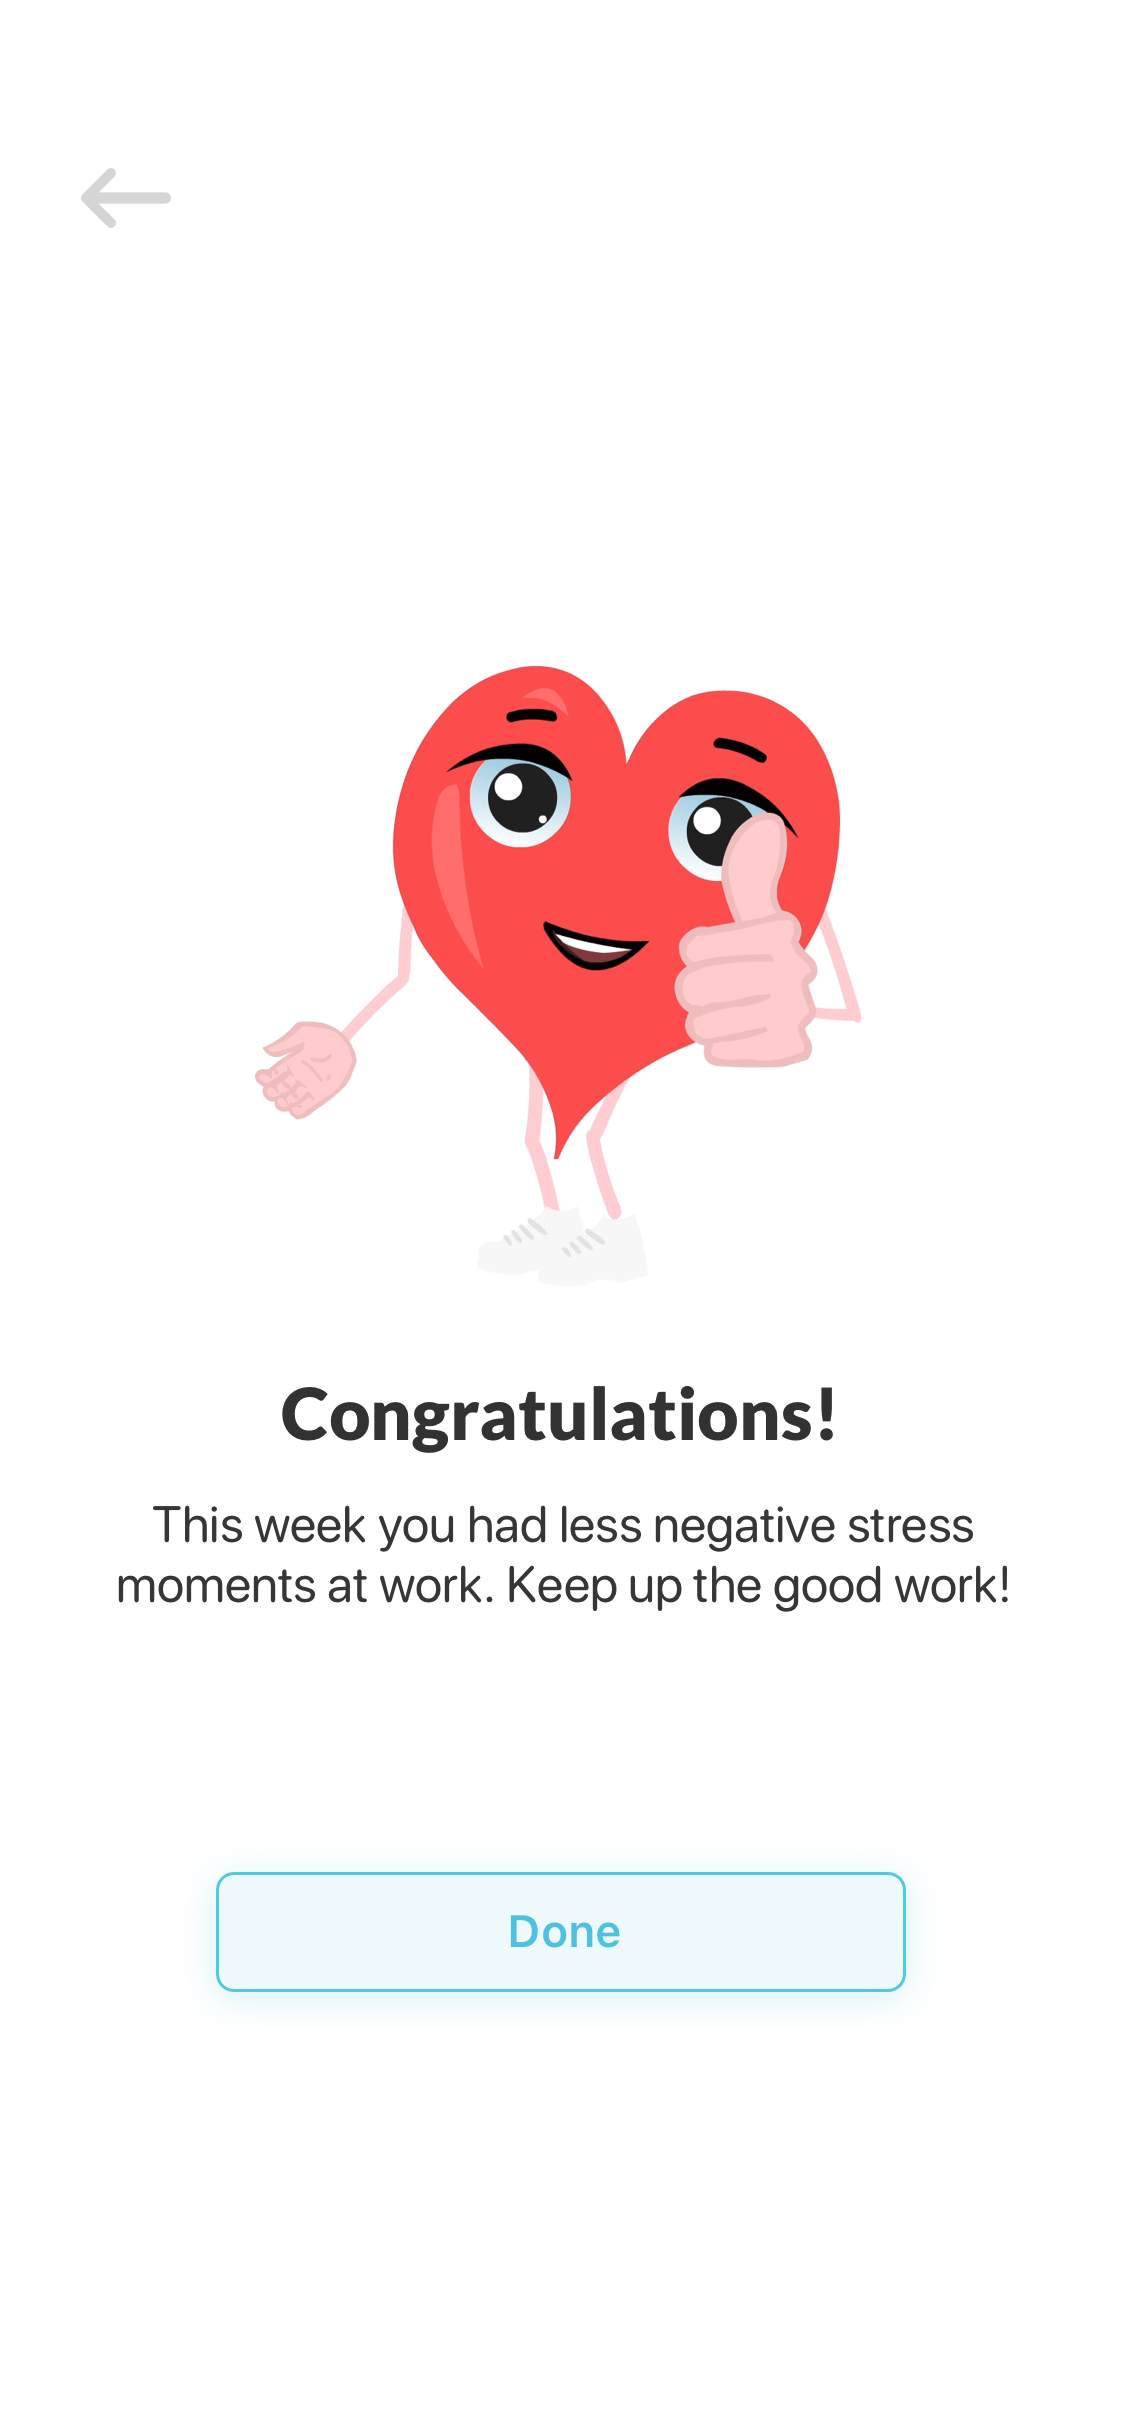 Congratulations!
This week you had less negative stress
moments at work. Keep up the good work!
Done